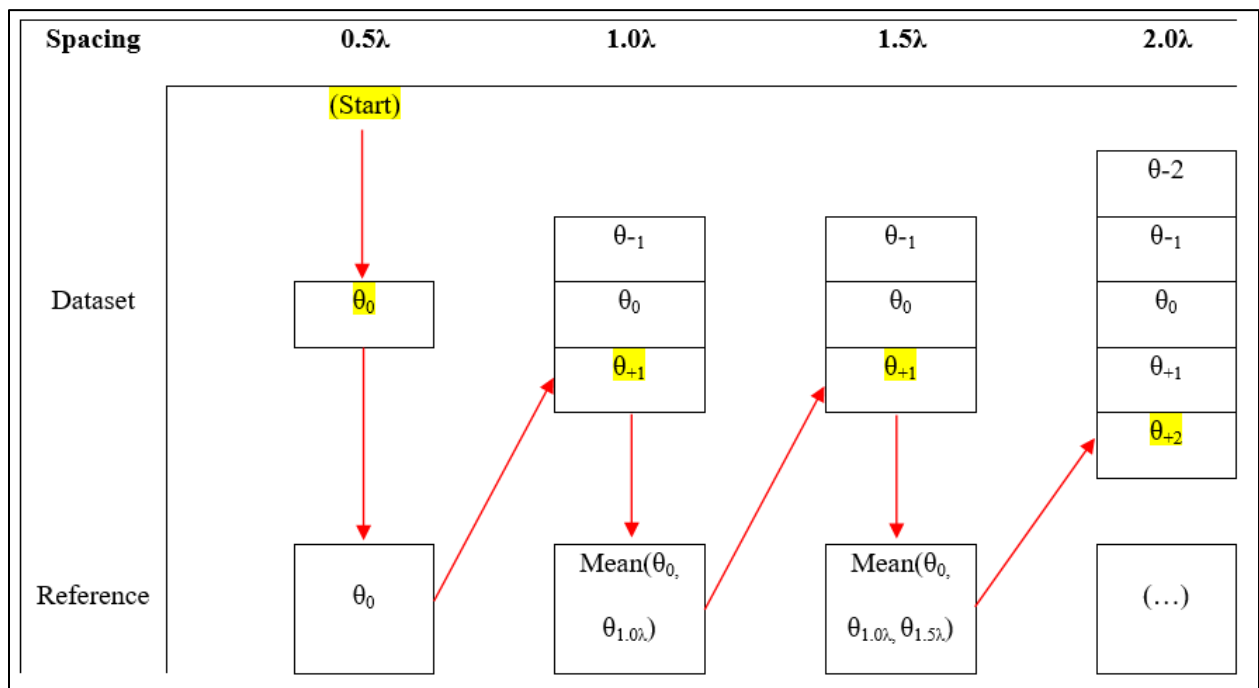 Spacing 0.5λ 1.0λ 1.5λ 2.0λ
(Start)
θ-2
θ-1 θ-1 θ-1
Dataset θ0 θ0 θ0 θ0
θ+1 θ+1 θ+1
θ+2
Mean(θ0, Mean(θ0,
Reference θ0 (…)
θ1.0λ) θ1.0λ, θ1.5λ)